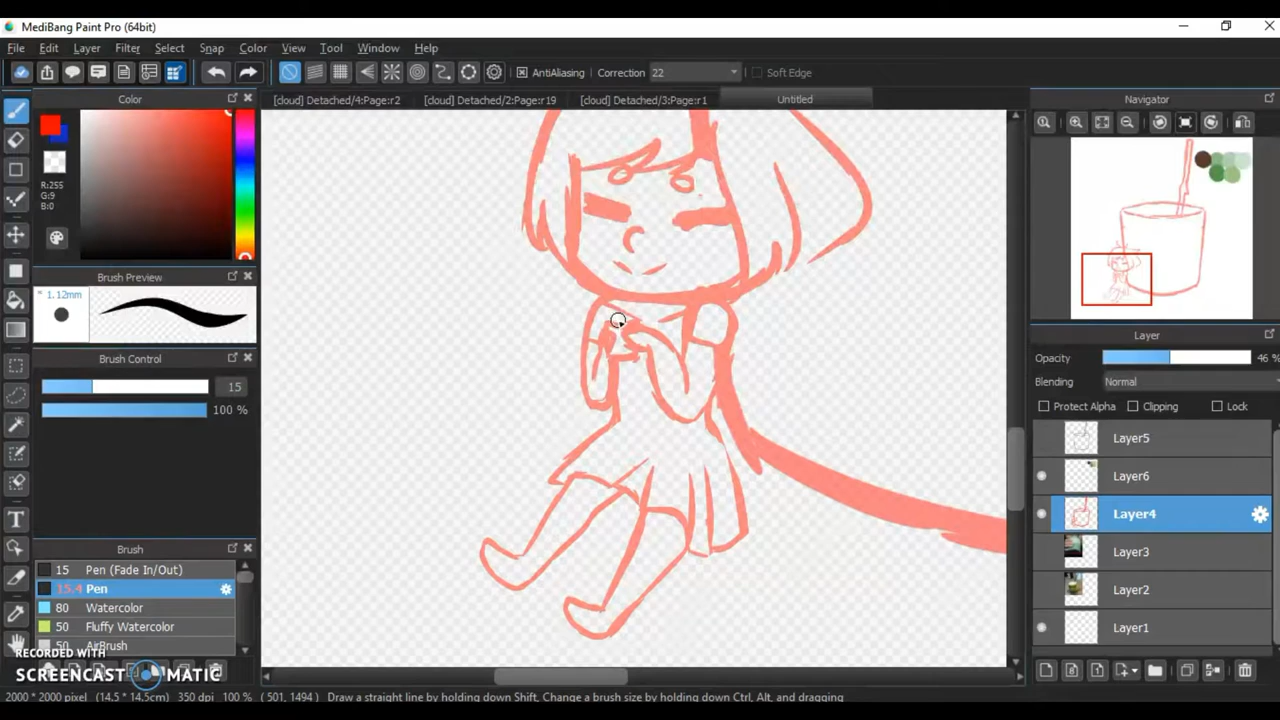 MediBang Paint Pro (64bit)
File Edit Layer Filter Select Snap Color View Tool Window Help
AntiAliasing Correction 22 Soft Edge
Color
[cloud] Detached/4:Page:r2 [cloud] Detached/2:Page:r19 [cloud] Detached/3:Page:r1 Untitled
Navigator
R:255
G:9
B:0
Brush Preview
1.12mm
Brush Control
15
100 %
Layer
Opacity 46 %
Blending Normal
Protect Alpha Clipping Lock
Layer5
Layer6
Layer4
Layer3
Layer2
Layer1
Brush
15 Pen (Fade In/Out)
15.4 Pen
80 Watercolor
50 Fluffy Watercolor
50 AirBrush
RECORDED WITH
SCREENCAST MATIC
2000 * 2000 pixel (14.5 * 14.5cm) 350 dpi 100 % ( 501, 1494 ) Draw a straight line by holding down Shift, Change a brush size by holding down Ctrl, Alt, and dragging